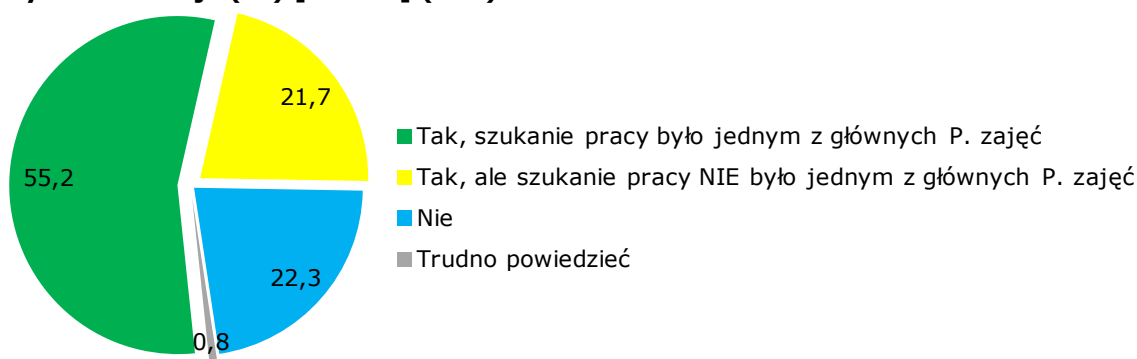 21,7
55,2
22,3
0,8
Tak, szukanie pracy było jednym z głównych P. zajęć
Tak, ale szukanie pracy NIE było jednym z głównych P. zajęć
Nie
Trudno powiedzieć